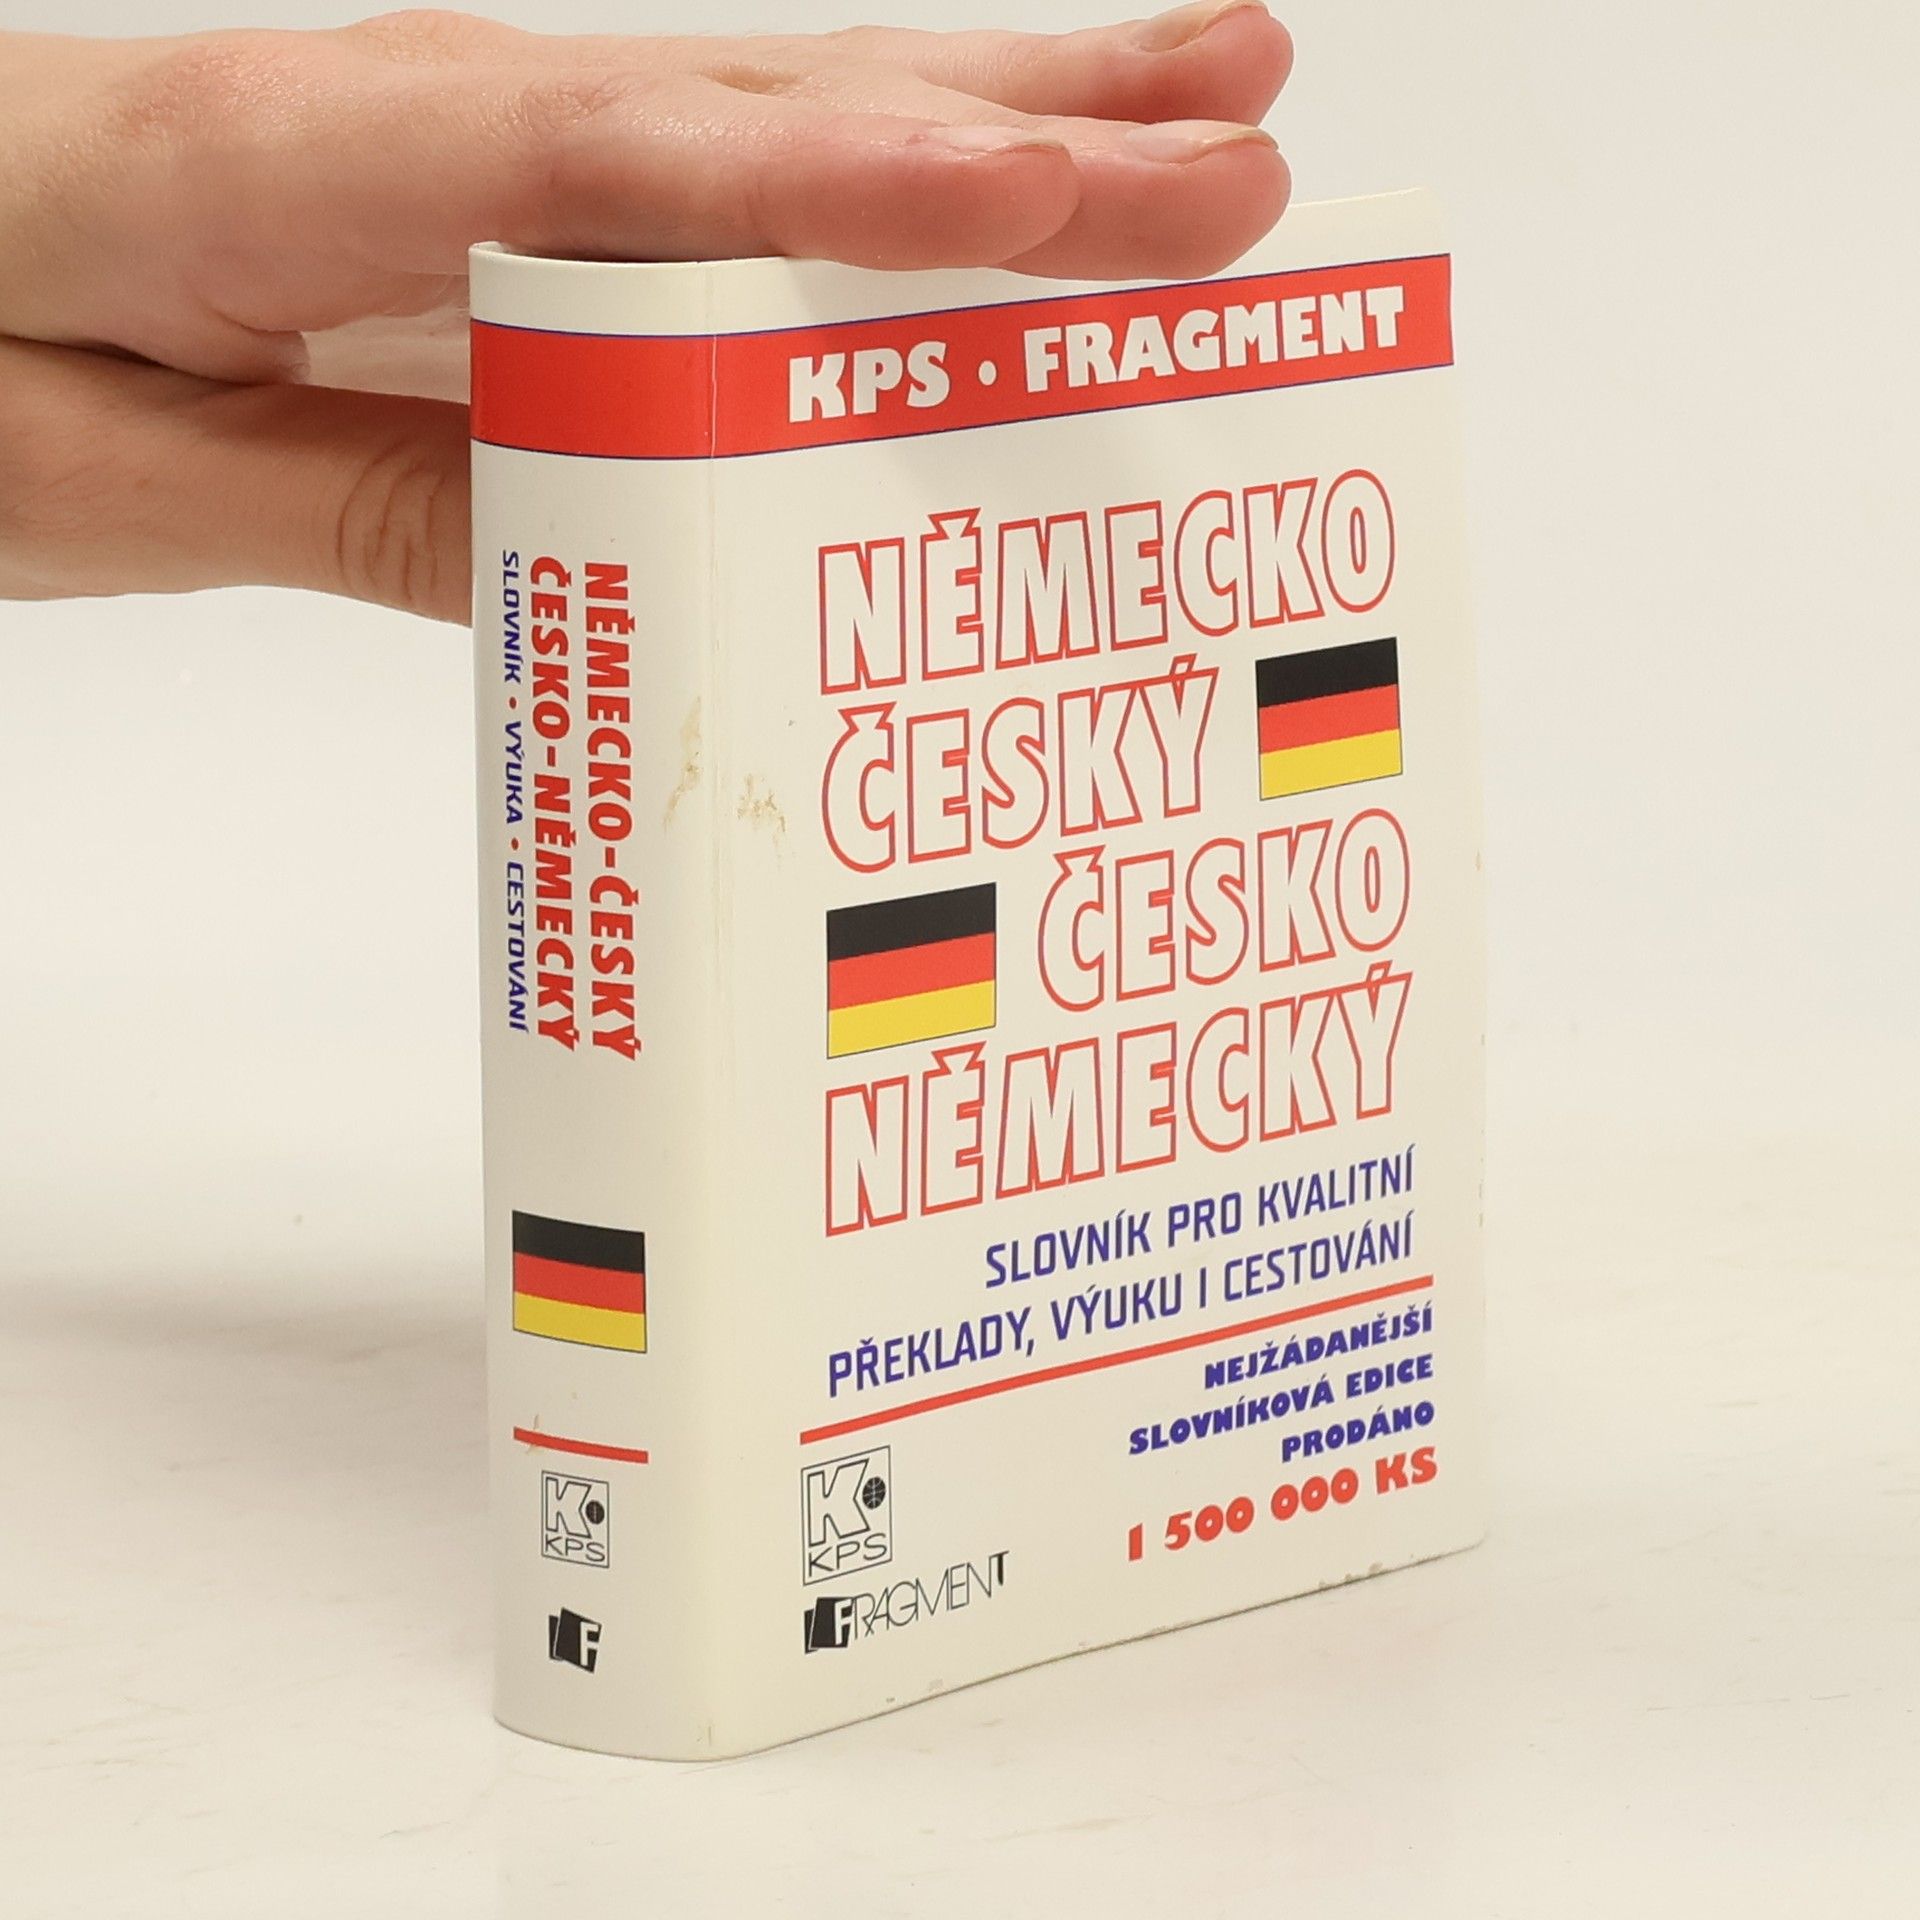 KPS • FRAGMENT
NĚMECKO
ČESKÝ
ČESKO
NĚMECKÝ
SLOVNÍK PRO KVALITNÍ
PŘEKLADY, VÝUKU I CESTOVÁNÍ
NEJŽÁDANĚJŠÍ
SLOVNÍKOVÁ EDICE
PRODÁNO
1 500 000 KS
K
KPS
FRAGMENT
NĚMECKO-ČESKÝ
ČESKO-NĚMECKÝ
SLOVNÍK • VÝUKA • CESTOVÁNÍ
K
KPS
F